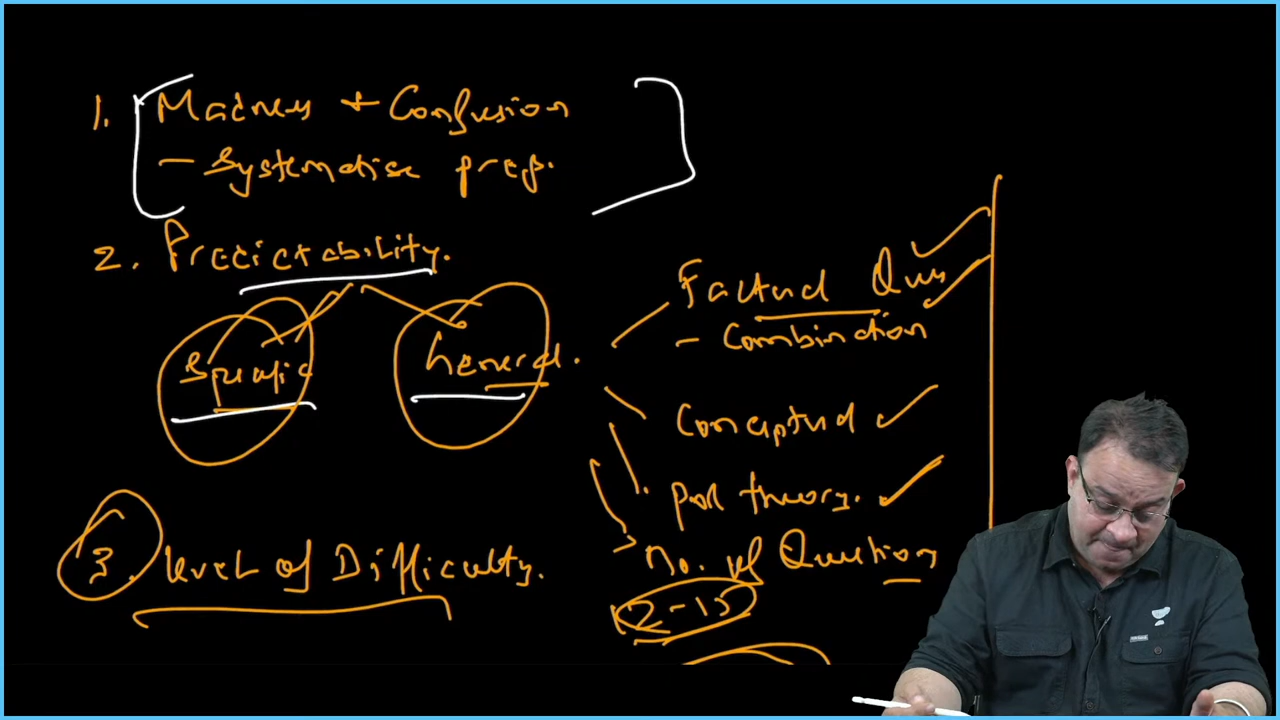 1. Madness + Confusion
- Systematise prep.
2. Predictability.
Specific
General.
Factual Ques
- Combination
Conceptual
Pol theory.
No. of Question
12-15
3. Level of Difficulty.